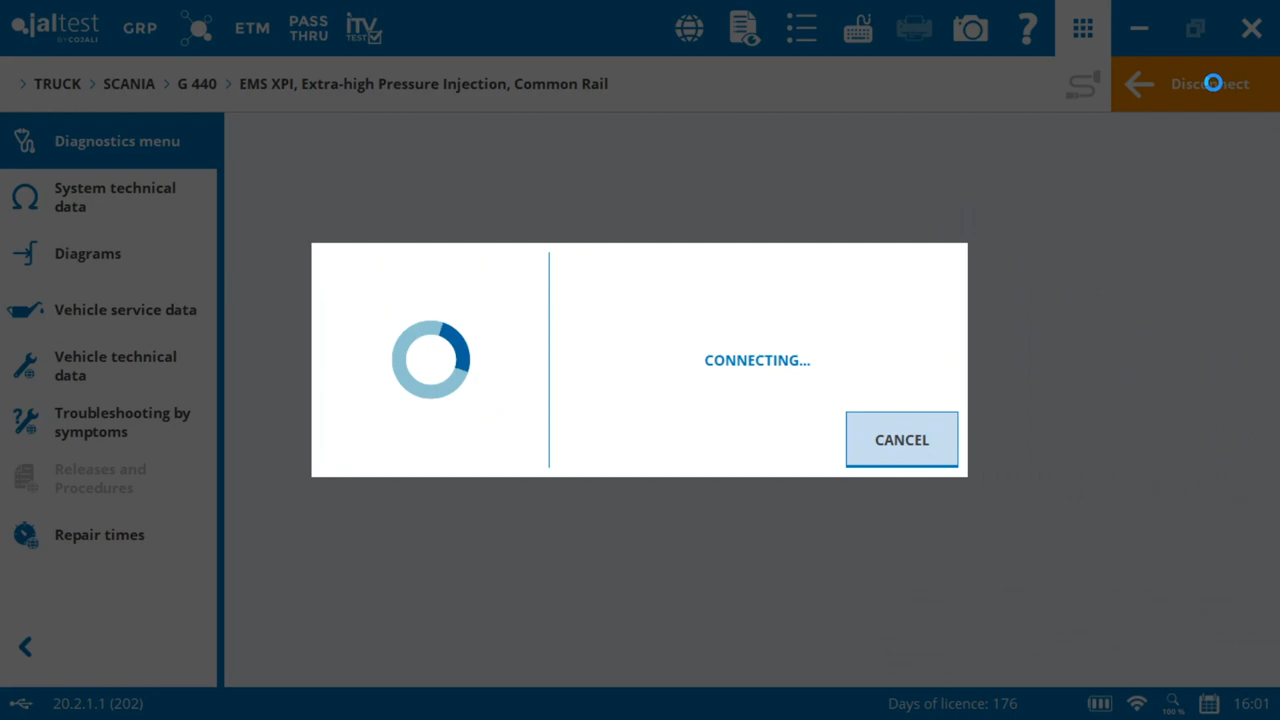 jaltest
BY COJALI
GRP
ETM
PASS
THRU
iTV
TEST
?
TRUCK > SCANIA > G 440 > EMS XPI, Extra-high Pressure Injection, Common Rail
Disconnect
Diagnostics menu
System technical
data
Diagrams
Vehicle service data
Vehicle technical
data
Troubleshooting by
symptoms
Releases and
Procedures
Repair times
CONNECTING...
CANCEL
20.2.1.1 (202)
Days of licence: 176
100 %
16:01